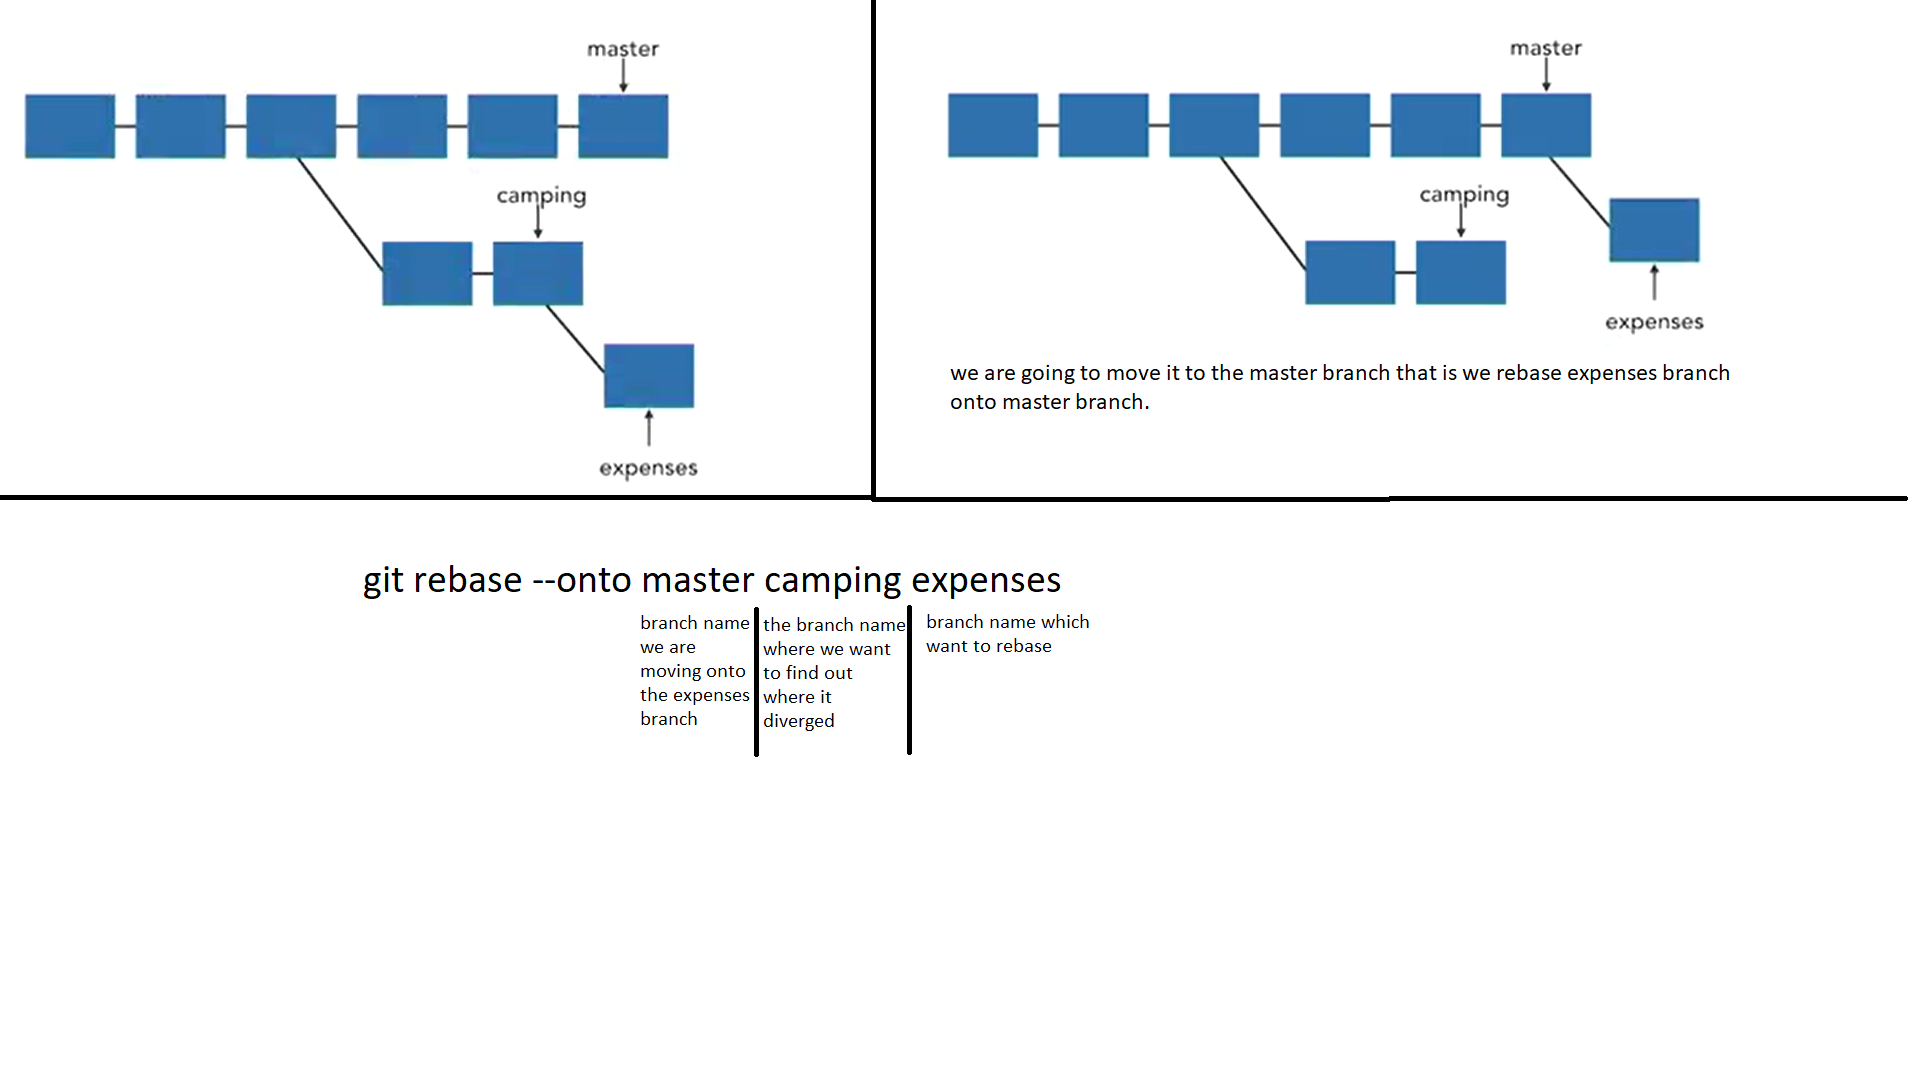 master
camping
expenses
master
camping
expenses
we are going to move it to the master branch that is we rebase expenses branch
onto master branch.
git rebase --onto master camping expenses
branch name
we are
moving onto
the expenses
branch
the branch name
where we want
to find out
where it
diverged
branch name which
want to rebase